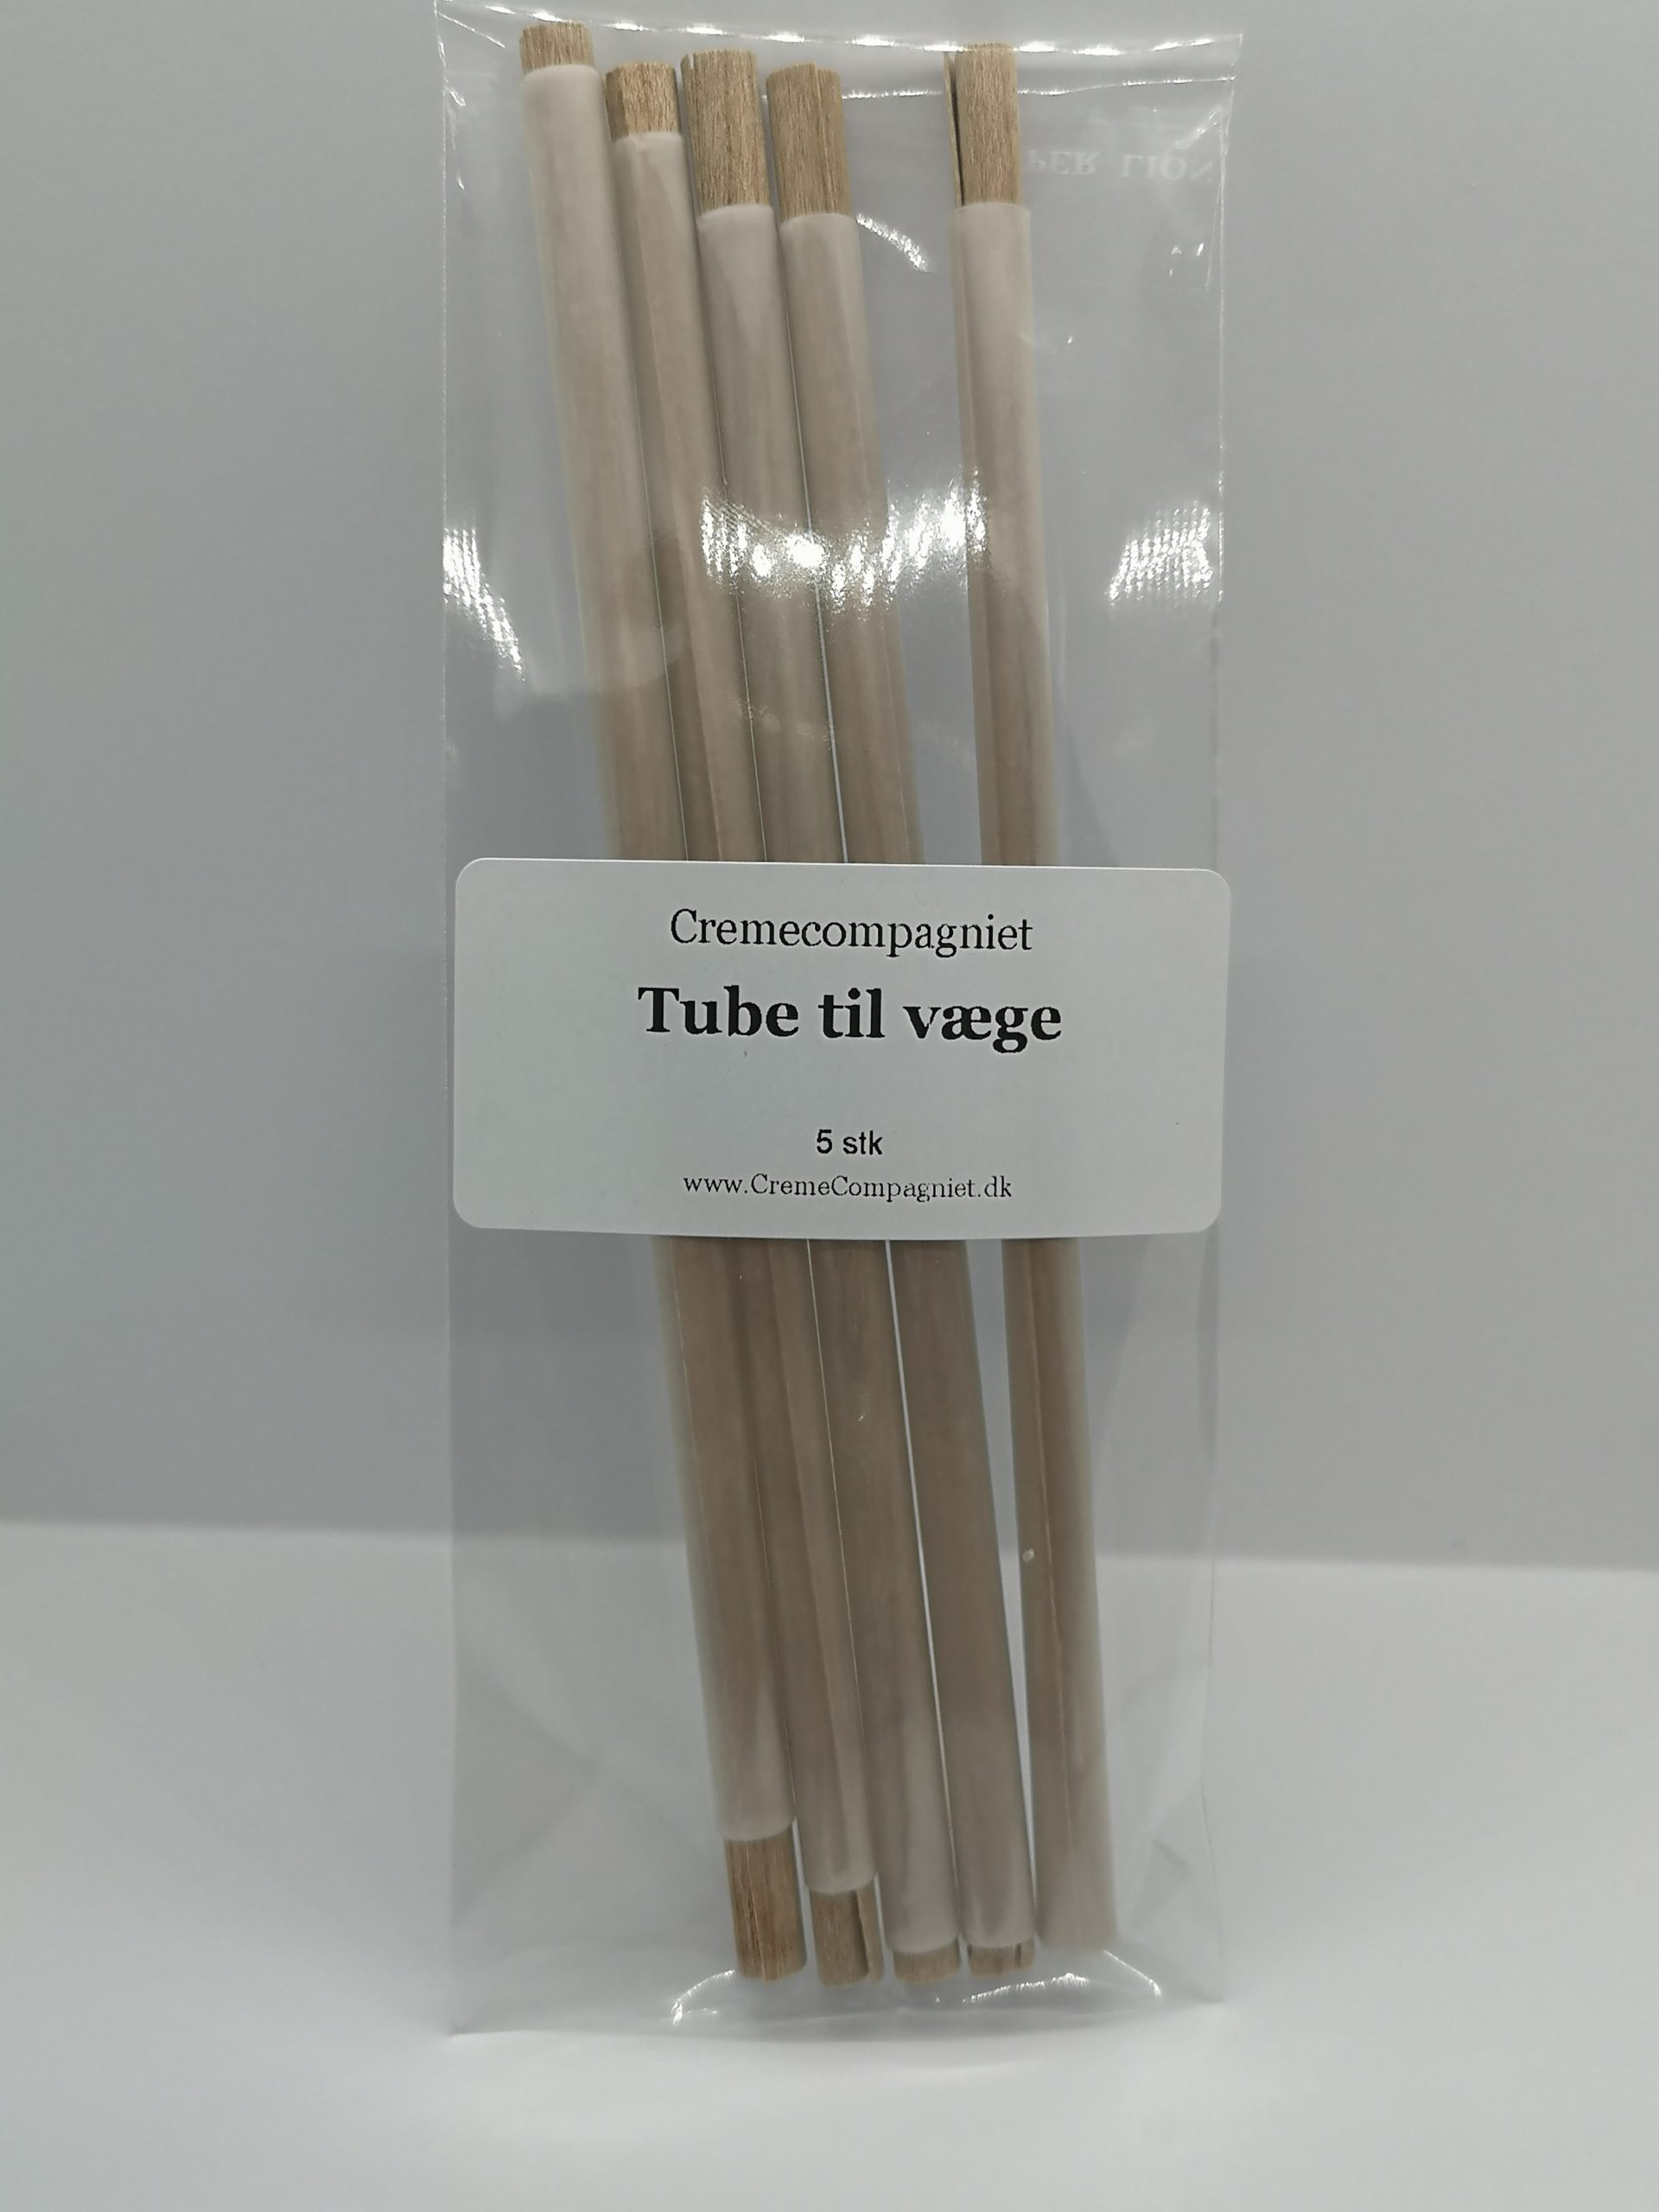 Cremecompagniet
Tube til væge
5 stk
www.CremeCompagniet.dk